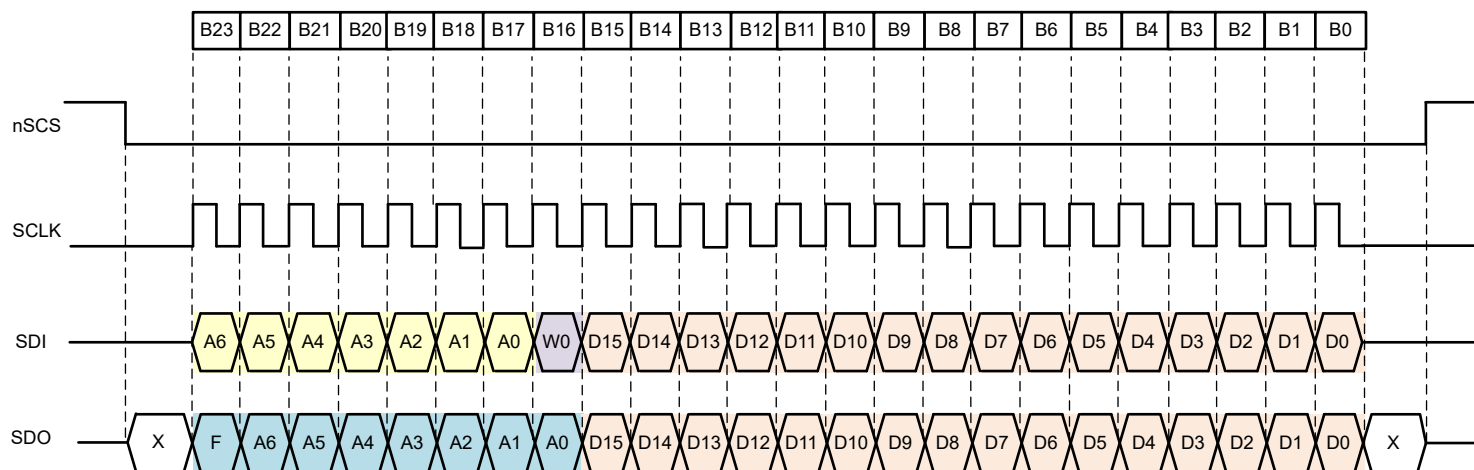 B23 B22 B21 B20 B19 B18 B17 B16 B15 B14 B13 B12 B11 B10 B9 B8 B7 B6 B5 B4 B3 B2 B1 B0
nSCS
SCLK
SDI A6 A5 A4 A3 A2 A1 A0 W0 D15 D14 D13 D12 D11 D10 D9 D8 D7 D6 D5 D4 D3 D2 D1 D0
SDO X F A6 A5 A4 A3 A2 A1 A0 D15 D14 D13 D12 D11 D10 D9 D8 D7 D6 D5 D4 D3 D2 D1 D0 X